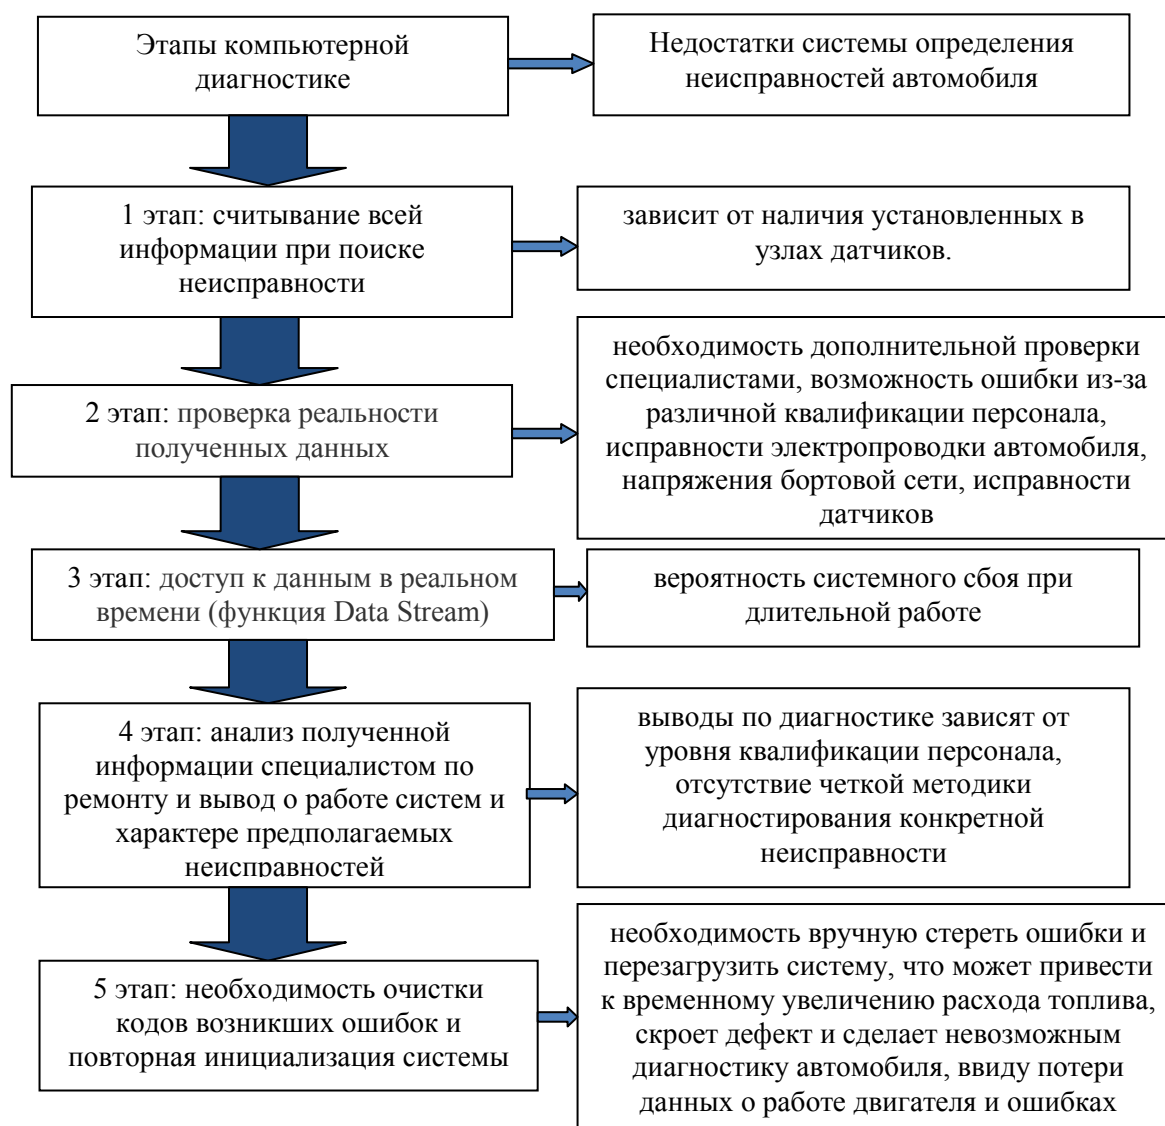 Этапы компьютерной
диагностике
Недостатки системы определения
неисправностей автомобиля
1 этап: считывание всей
информации при поиске
неисправности
зависит от наличия установленных в
узлах датчиков.
2 этап: проверка реальности
полученных данных
необходимость дополнительной проверки
специалистами, возможность ошибки из-за
различной квалификации персонала,
исправности электропроводки автомобиля,
напряжения бортовой сети, исправности
датчиков
3 этап: доступ к данным в реальном
времени (функция Data Stream)
вероятность системного сбоя при
длительной работе
4 этап: анализ полученной
информации специалистом по
ремонту и вывод о работе систем и
характере предполагаемых
неисправностей
выводы по диагностике зависят от
уровня квалификации персонала,
отсутствие четкой методики
диагностирования конкретной
неисправности
5 этап: необходимость очистки
кодов возникших ошибок и
повторная инициализация системы
необходимость вручную стереть ошибки и
перезагрузить систему, что может привести
к временному увеличению расхода топлива,
скроет дефект и сделает невозможным
диагностику автомобиля, ввиду потери
данных о работе двигателя и ошибках